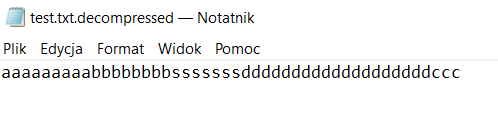 test.txt.decompressed — Notatnik
Plik Edycja Format Widok Pomoc
aaaaaaaaabbbbbbbbsssssssdddddddddddddddddddccc